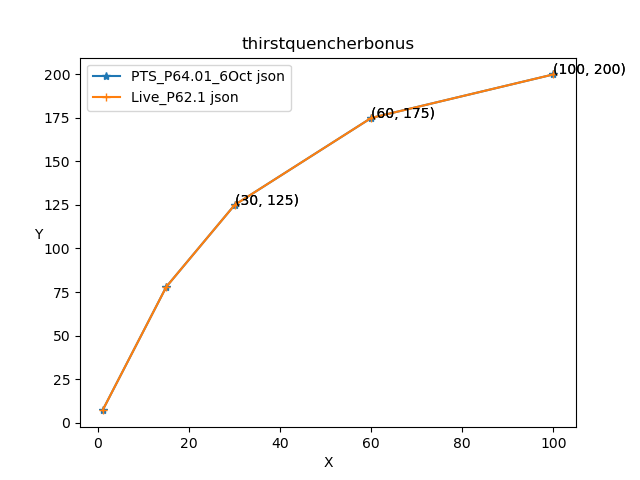 thirstquencherbonus
PTS_P64.01_6Oct json
Live_P62.1 json
(100, 200)
(60, 175)
(30, 125)
Y
200
175
150
125
100
75
50
25
0
0 20 40 60 80 100
X